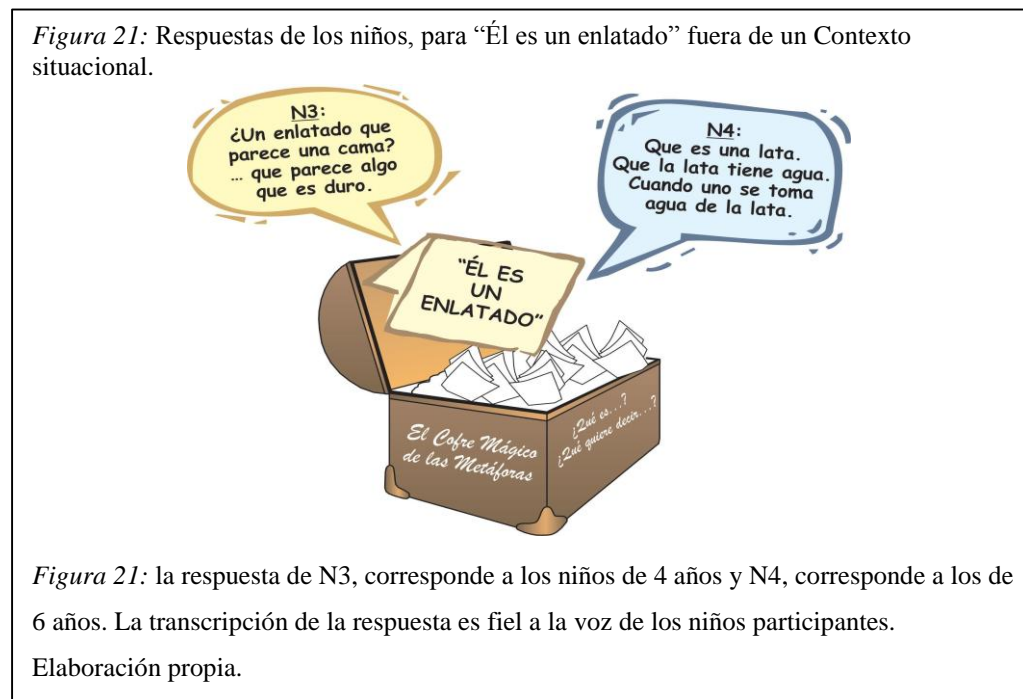 Figura 21: Respuestas de los niños, para “Él es un enlatado” fuera de un Contexto
situacional.
N3:
¿Un enlatado que
parece una cama?
... que parece algo
que es duro.
N4:
Que es una lata.
Que la lata tiene agua.
Cuando uno se toma
agua de la lata.
“ÉL ES
UN
ENLATADO”
El Cofre Mágico
de las Metáforas
¿Qué es...?
¿Qué quiere decir...?
Figura 21: la respuesta de N3, corresponde a los niños de 4 años y N4, corresponde a los de
6 años. La transcripción de la respuesta es fiel a la voz de los niños participantes.
Elaboración propia.